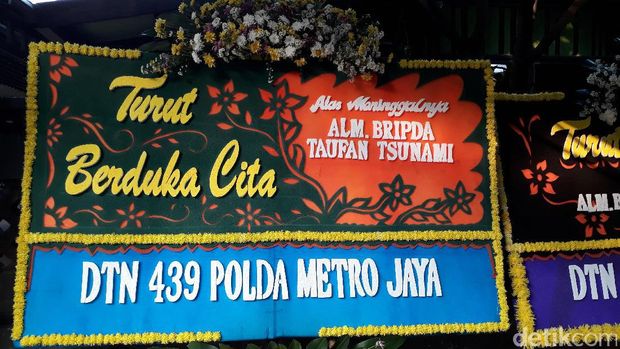 Turut
Berduka Cita
Atas Meninggalnya
ALM. BRIPDA
TAUFAN TSUNAMI
DTN 439 POLDA METRO JAYA
Turut
ALM. B
DTN
detikcom